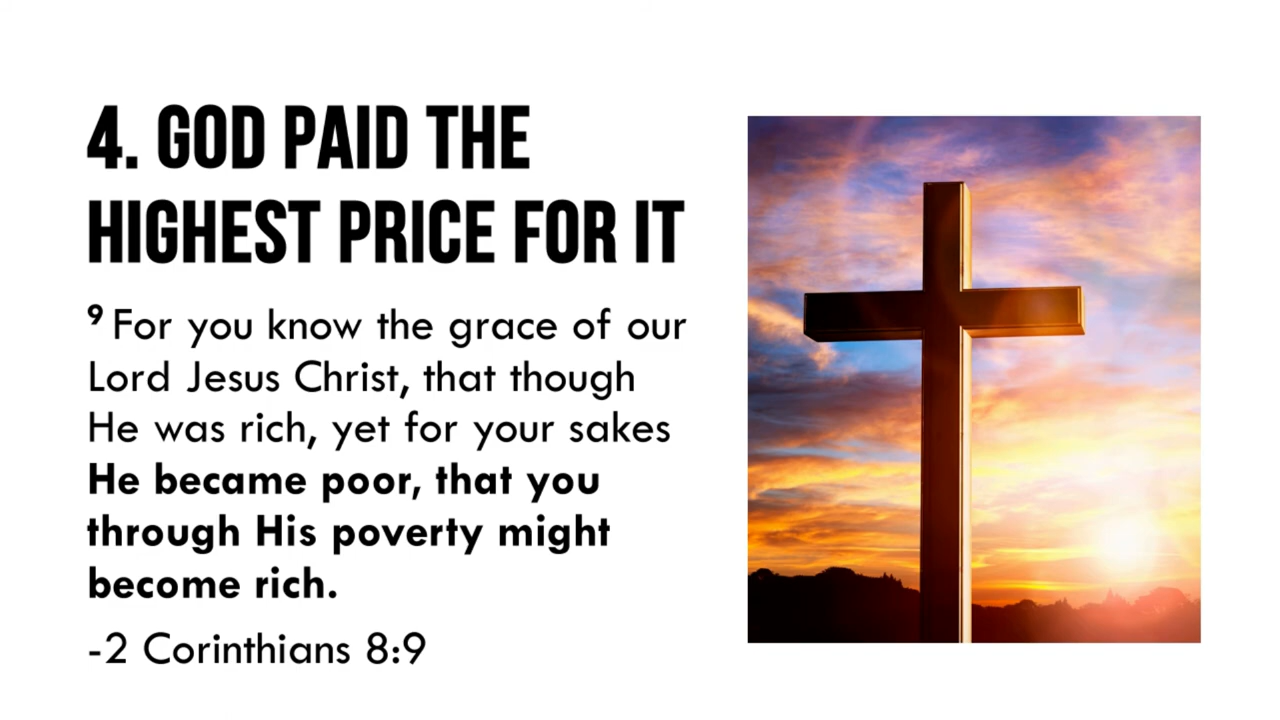 4. GOD PAID THE
HIGHEST PRICE FOR IT
⁹ For you know the grace of our
Lord Jesus Christ, that though
He was rich, yet for your sakes
He became poor, that you
through His poverty might
become rich.
-2 Corinthians 8:9